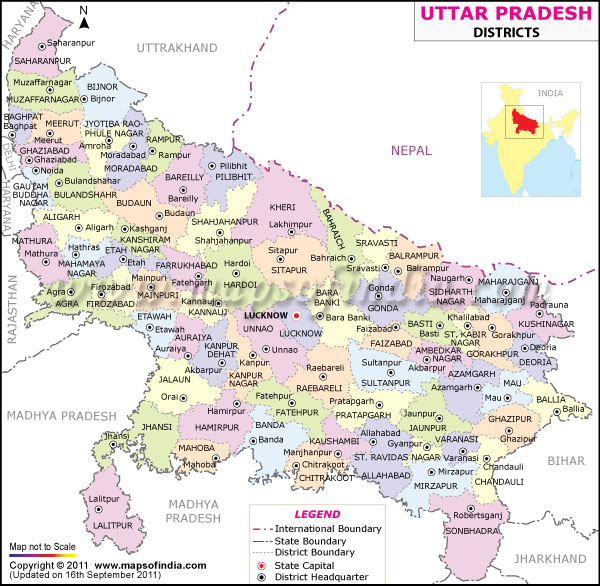 UTTAR PRADESH
DISTRICTS
N
HARYANA
UTTRAKHAND
NEPAL
INDIA
Saharanpur
SAHARANPUR
Muzaffarnagar
MUZAFFARNAGAR
BIJNOR
Bijnor
BAGHPAT
Baghpat
MEERUT
Meerut
JYOTIBA RAO
PHULE NAGAR
Amroha
Moradabad
MORADABAD
RAMPUR
Rampur
GHAZIABAD
Ghaziabad
Noida
DELHI
HARYANA
GAUTAM
BUDDHA
NAGAR
Bulandshahar
BULANDSHAHR
BAREILLY
Bareilly
Pilibhit
PILIBHIT
BUDAUN
Budaun
ALIGARH
Aligarh
Kashganj
KANSHIRAM
NAGAR
SHAHJAHANPUR
Shahjahanpur
KHERI
Lakhimpur
BAHRAICH
Bahraich
SRAVASTI
Sravasti
BALRAMPUR
Balrampur
MATHURA
Mathura
Hathras
MAHAMAYA
NAGAR
ETAH
Etah
FARRUKHABAD
Fatehgarh
Hardoi
HARDOI
Sitapur
SITAPUR
RAJASTHAN
Agra
AGRA
Firozabad
FIROZABAD
Mainpuri
MAINPURI
Kannauj
KANNAUJ
BARA
BANKI
Bara Banki
Gonda
GONDA
Naugarh
SIDHARTH
NAGAR
MAHARAJGANJ
Maharajganj
Padrauna
KUSHINAGAR
LUCKNOW
LUCKNOW
UNNAO
Unnao
ETAWAH
Etawah
AURAIYA
Auraiya
KANPUR
DEHAT
Akbarpur
Kanpur
KANPUR
NAGAR
Faizabad
FAIZABAD
BASTI
Basti
Khalilabad
ST. KABIR
NAGAR
Gorakhpur
GORAKHPUR
Deoria
DEORIA
AMBEDKAR
NAGAR
Akbarpur
Raebareli
RAEBARELI
Sultanpur
SULTANPUR
AZAMGARH
Azamgarh
MAU
Mau
BALLIA
Ballia
JALAUN
Orai
Hamirpur
HAMIRPUR
Fatehpur
FATEHPUR
Pratapgarh
PRATAPGARH
Jaunpur
JAUNPUR
GHAZIPUR
Ghazipur
MADHYA PRADESH
JHANSI
Jhansi
MAHOBA
Mahoba
BANDA
Banda
KAUSHAMBI
Manjhanpur
Chitrakoot
CHITRAKOOT
Allahabad
ALLAHABAD
Gyanpur
ST. RAVIDAS NAGAR
VARANASI
Varanasi
Chandauli
CHANDAULI
Mirzapur
MIRZAPUR
BIHAR
Lalitpur
LALITPUR
MADHYA
PRADESH
Robertsganj
SONBHADRA
JHARKHAND
LEGEND
International Boundary
State Boundary
District Boundary
State Capital
District Headquarter
Map not to Scale
Copyright © 2011 www.mapsofindia.com
(Updated on 16th September 2011)